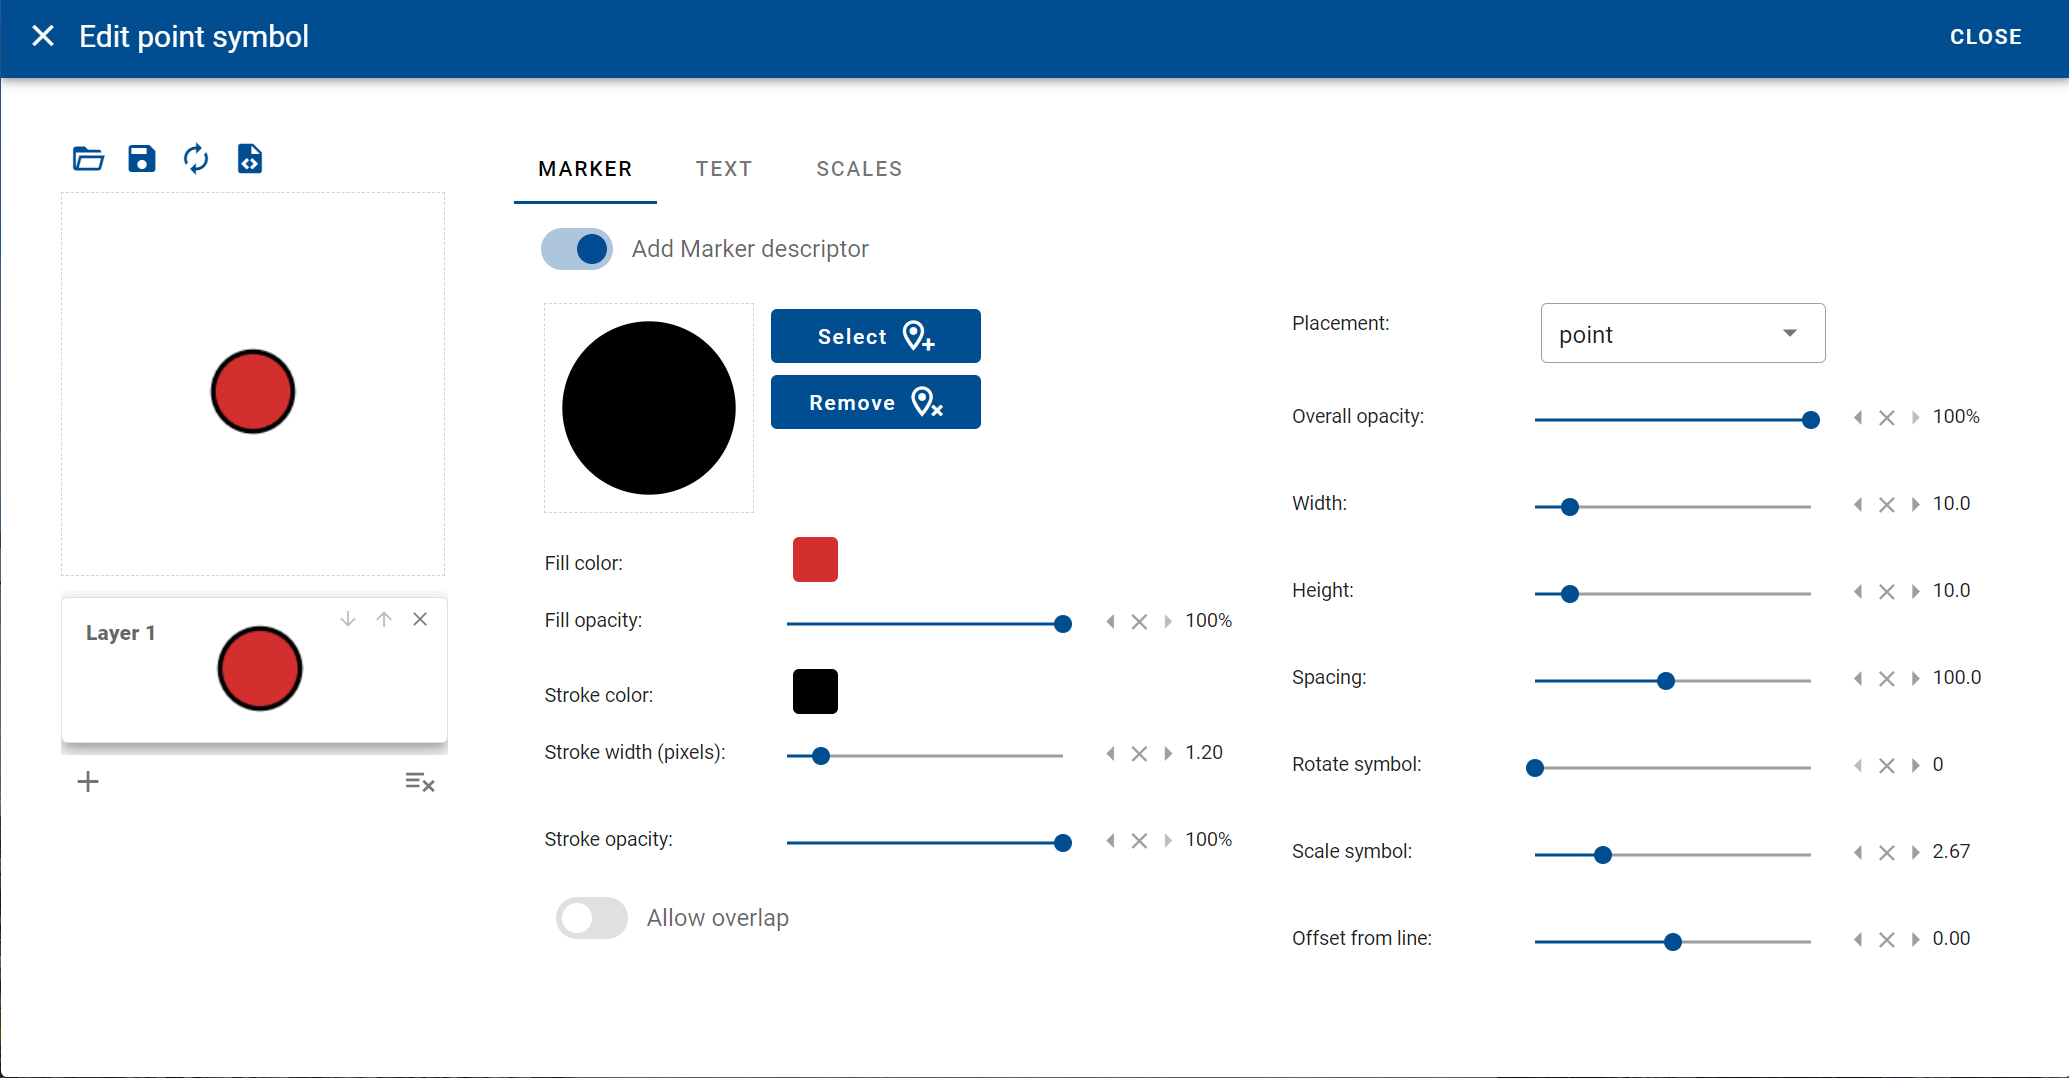 Edit point symbol
CLOSE
MARKER TEXT SCALES
Add Marker descriptor
Select
Remove
Placement: point
Overall opacity: 100%
Width: 10.0
Fill color:
Height: 10.0
Fill opacity: 100%
Layer 1
Spacing: 100.0
Stroke color:
Stroke width (pixels): 1.20
Rotate symbol: 0
Stroke opacity: 100%
Scale symbol: 2.67
Allow overlap
Offset from line: 0.00